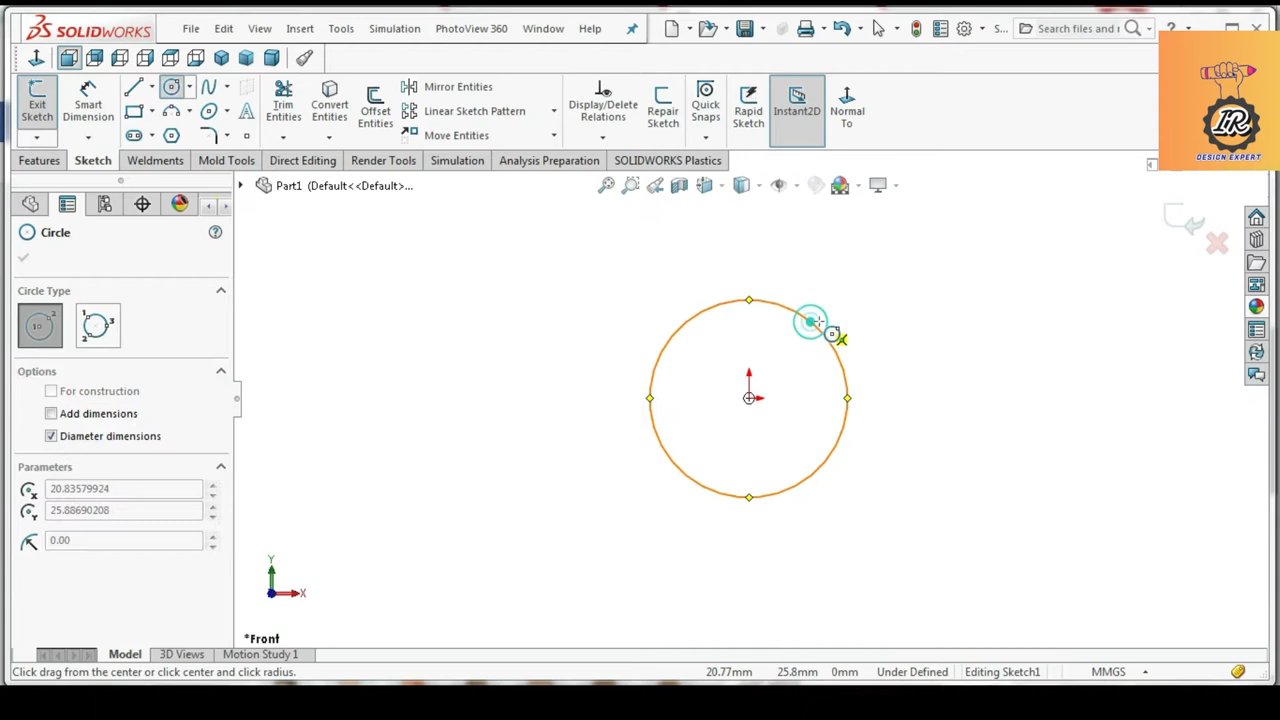 SOLIDWORKS
File Edit View Insert Tools Simulation PhotoView 360 Window Help
S... Search files and
Exit Sketch
Smart Dimension
Trim Entities
Convert Entities
Offset Entities
Mirror Entities
Linear Sketch Pattern
Move Entities
Display/Delete Relations
Repair Sketch
Quick Snaps
Rapid Sketch
Instant2D
Normal To
IR
DESIGN EXPERT
Features Sketch Weldments Mold Tools Direct Editing Render Tools Simulation Analysis Preparation SOLIDWORKS Plastics
Part1 (Default<<Default>...
Circle
Circle Type
Options
For construction
Add dimensions
Diameter dimensions
Parameters
20.83579924
25.88690208
0.00
Y
X
*Front
Model 3D Views Motion Study 1
Click drag from the center or click center and click radius.
20.77mm 25.8mm 0mm Under Defined Editing Sketch1 MMGS